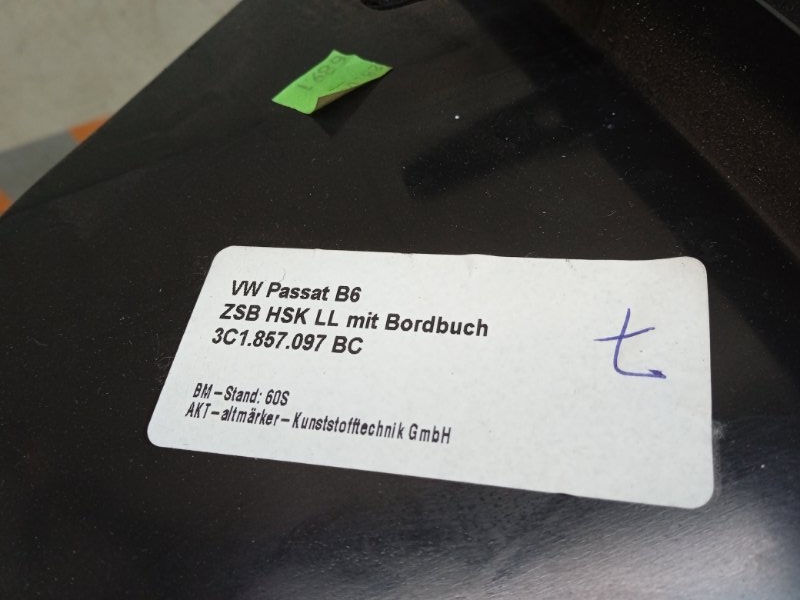 VW Passat B6
ZSB HSK LL mit Bordbuch
3C1.857.097 BC
BM-Stand: 60S
AKT-altmärker-Kunststofftechnik GmbH